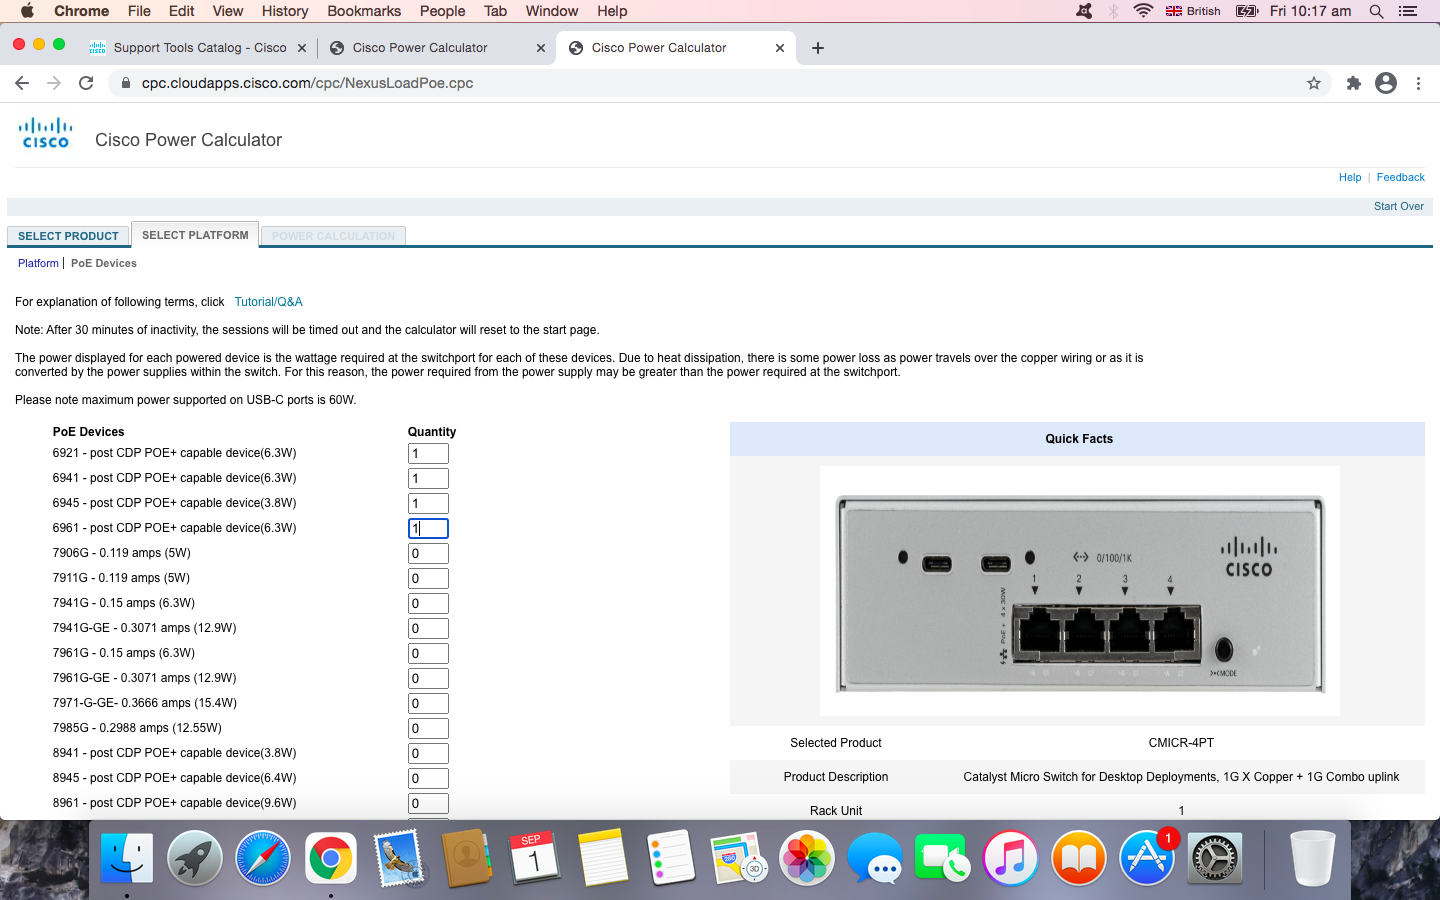 Chrome File Edit View History Bookmarks People Tab Window Help British Fri 10:17 am
Support Tools Catalog - Cisco Cisco Power Calculator Cisco Power Calculator
cpc.cloudapps.cisco.com/cpc/NexusLoadPoe.cpc
CISCO Cisco Power Calculator
Help | Feedback
Start Over
SELECT PRODUCT SELECT PLATFORM POWER CALCULATION
Platform | PoE Devices
For explanation of following terms, click Tutorial/Q&A
Note: After 30 minutes of inactivity, the sessions will be timed out and the calculator will reset to the start page.
The power displayed for each powered device is the wattage required at the switchport for each of these devices. Due to heat dissipation, there is some power loss as power travels over the copper wiring or as it is
converted by the power supplies within the switch. For this reason, the power required from the power supply may be greater than the power required at the switchport.
Please note maximum power supported on USB-C ports is 60W.
PoE Devices Quantity
6921 - post CDP POE+ capable device(6.3W) 1
6941 - post CDP POE+ capable device(6.3W) 1
6945 - post CDP POE+ capable device(3.8W) 1
6961 - post CDP POE+ capable device(6.3W) 1
7906G - 0.119 amps (5W) 0
7911G - 0.119 amps (5W) 0
7941G - 0.15 amps (6.3W) 0
7941G-GE - 0.3071 amps (12.9W) 0
7961G - 0.15 amps (6.3W) 0
7961G-GE - 0.3071 amps (12.9W) 0
7971-G-GE- 0.3666 amps (15.4W) 0
7985G - 0.2988 amps (12.55W) 0
8941 - post CDP POE+ capable device(3.8W) 0
8945 - post CDP POE+ capable device(6.4W) 0
8961 - post CDP POE+ capable device(9.6W) 0
Quick Facts
0/100/1K
CISCO
1 2 3 4
PoE + 4 x 30W
MODE
Selected Product CMICR-4PT
Product Description Catalyst Micro Switch for Desktop Deployments, 1G X Copper + 1G Combo uplink
Rack Unit 1
SEP
1
280
3D
1